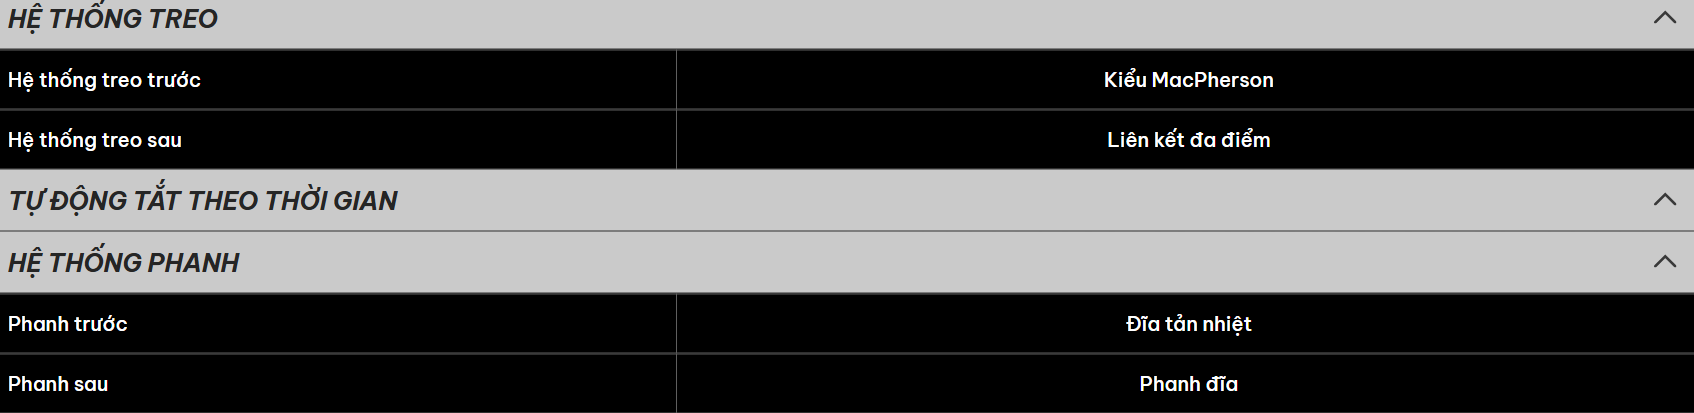 HỆ THỐNG TREO
Hệ thống treo trước Kiểu MacPherson
Hệ thống treo sau Liên kết đa điểm
TỰ ĐỘNG TẮT THEO THỜI GIAN
HỆ THỐNG PHANH
Phanh trước Đĩa tản nhiệt
Phanh sau Phanh đĩa